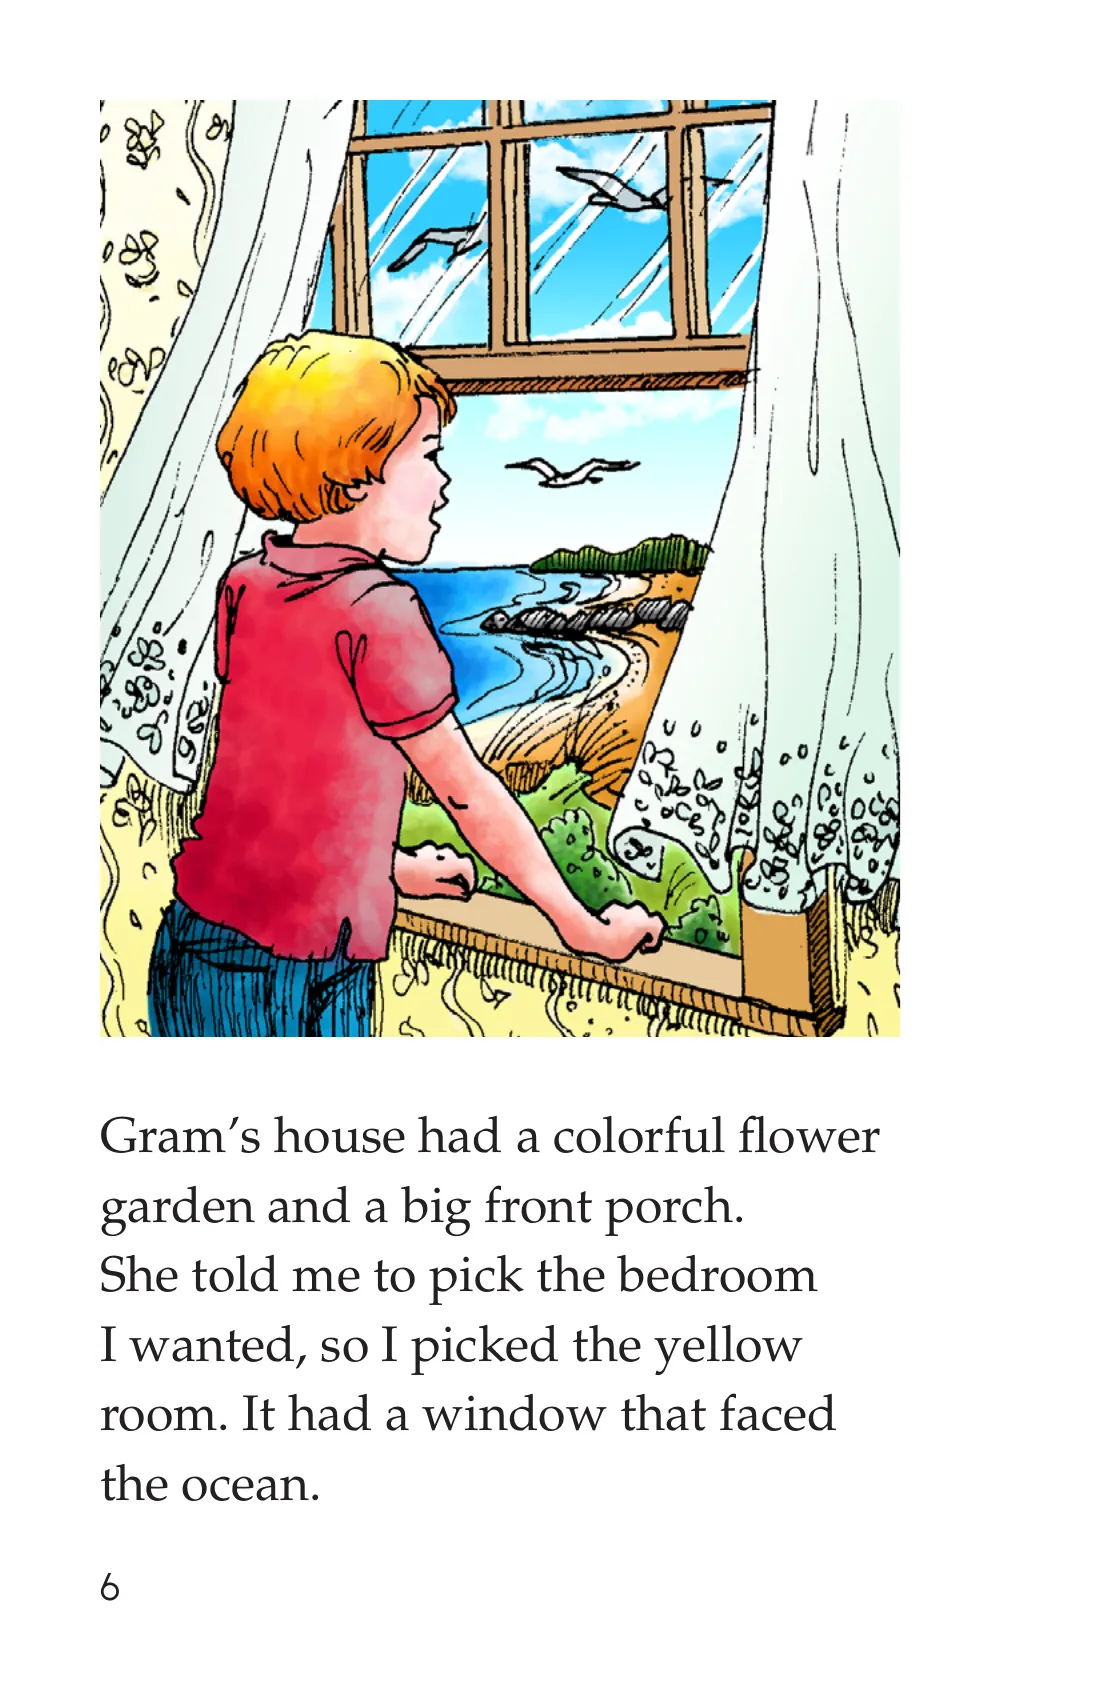 Gram’s house had a colorful flower
garden and a big front porch.
She told me to pick the bedroom
I wanted, so I picked the yellow
room. It had a window that faced
the ocean.
6